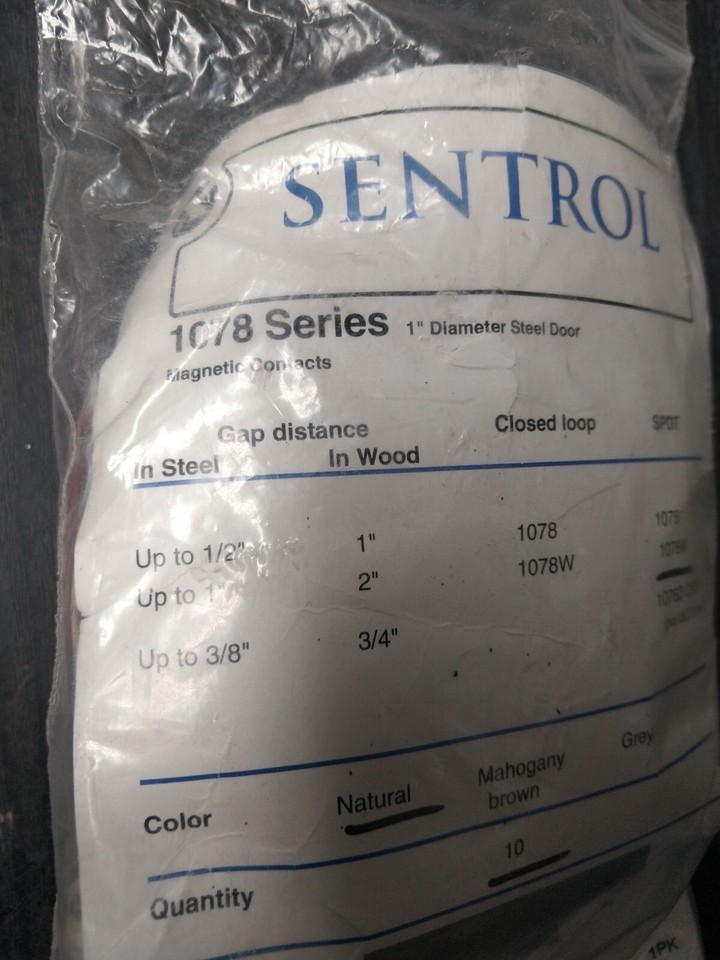 SENTROL
1078 Series 1" Diameter Steel Door
Magnetic Contacts
Gap distance Closed loop SPDT
In Steel In Wood
Up to 1/2" 1" 1078
Up to 1" 2" 1078W 1076W
Up to 3/8" 3/4"
Color Natural Mahogany brown Grey
Quantity 10
1PK